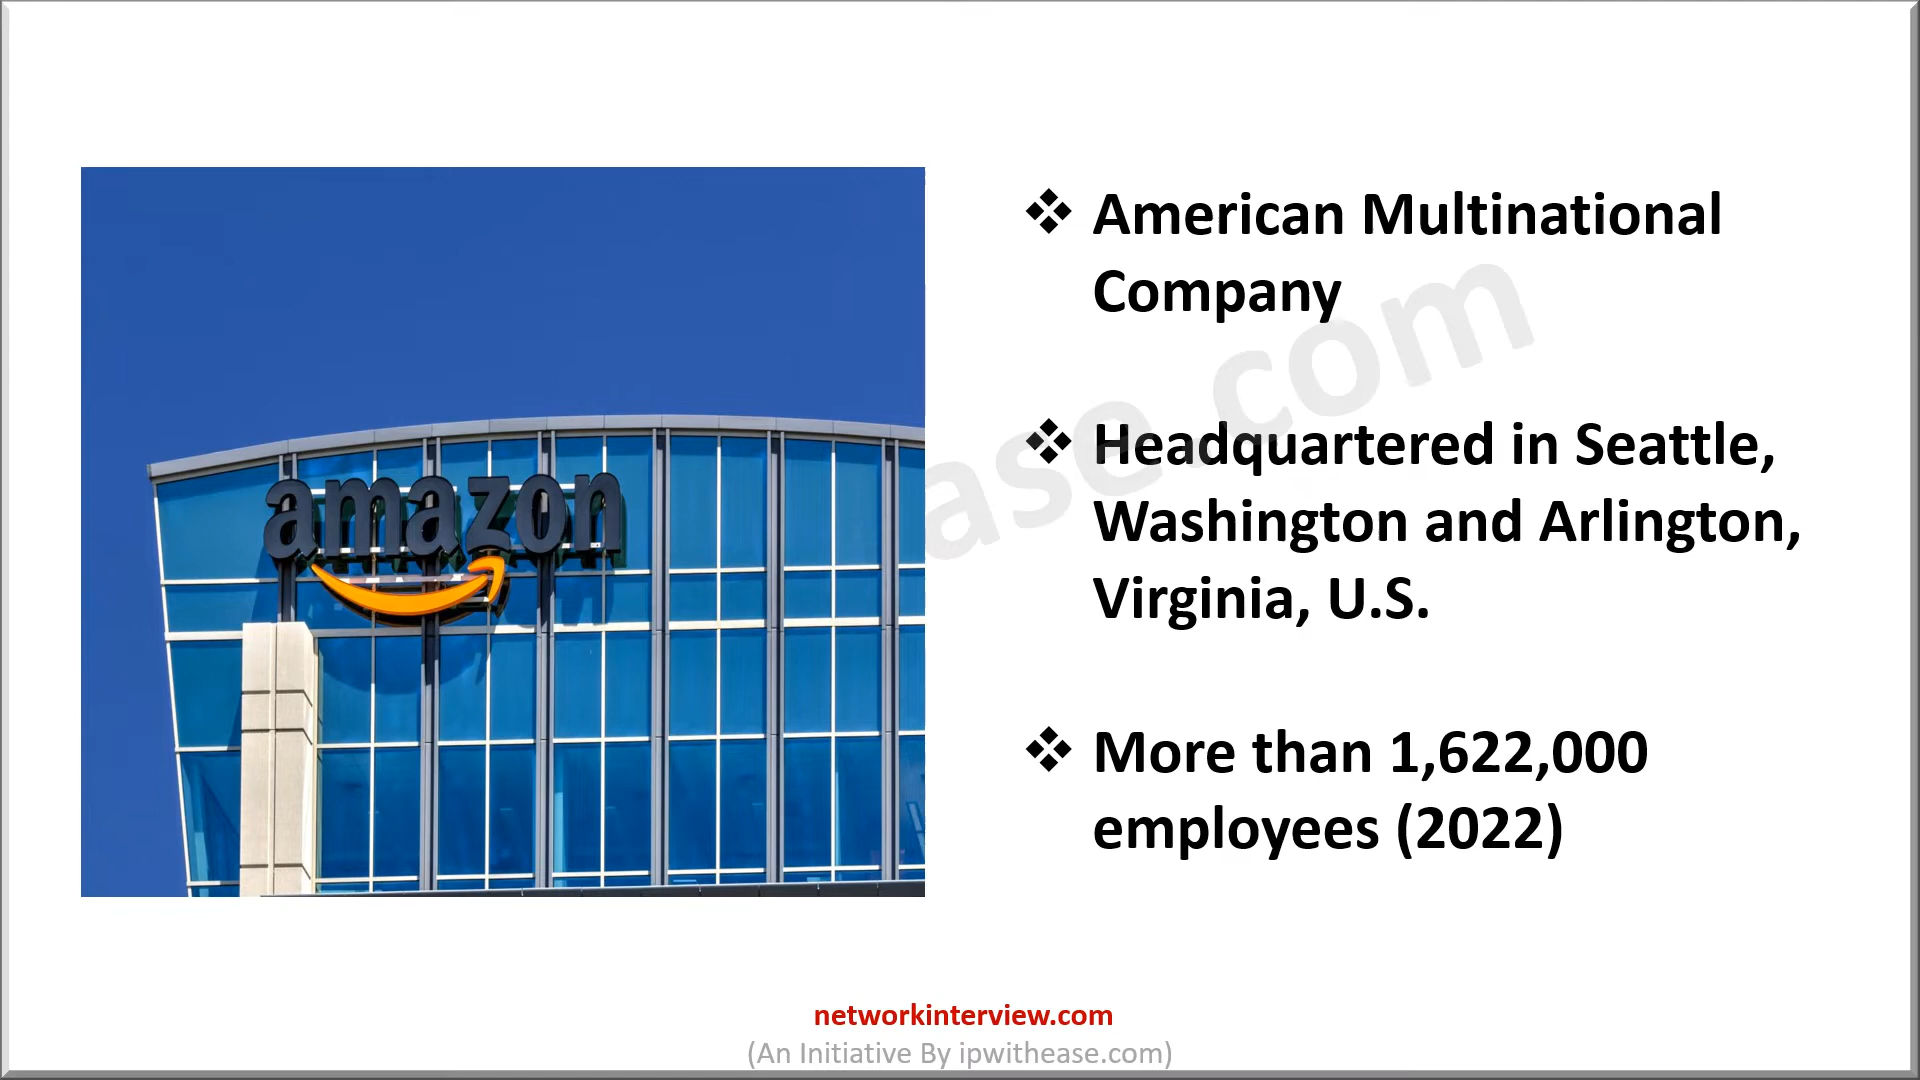 amazon
❖ American Multinational
Company
❖ Headquartered in Seattle,
Washington and Arlington,
Virginia, U.S.
❖ More than 1,622,000
employees (2022)
ase.com
networkinterview.com
(An Initiative By ipwithease.com)